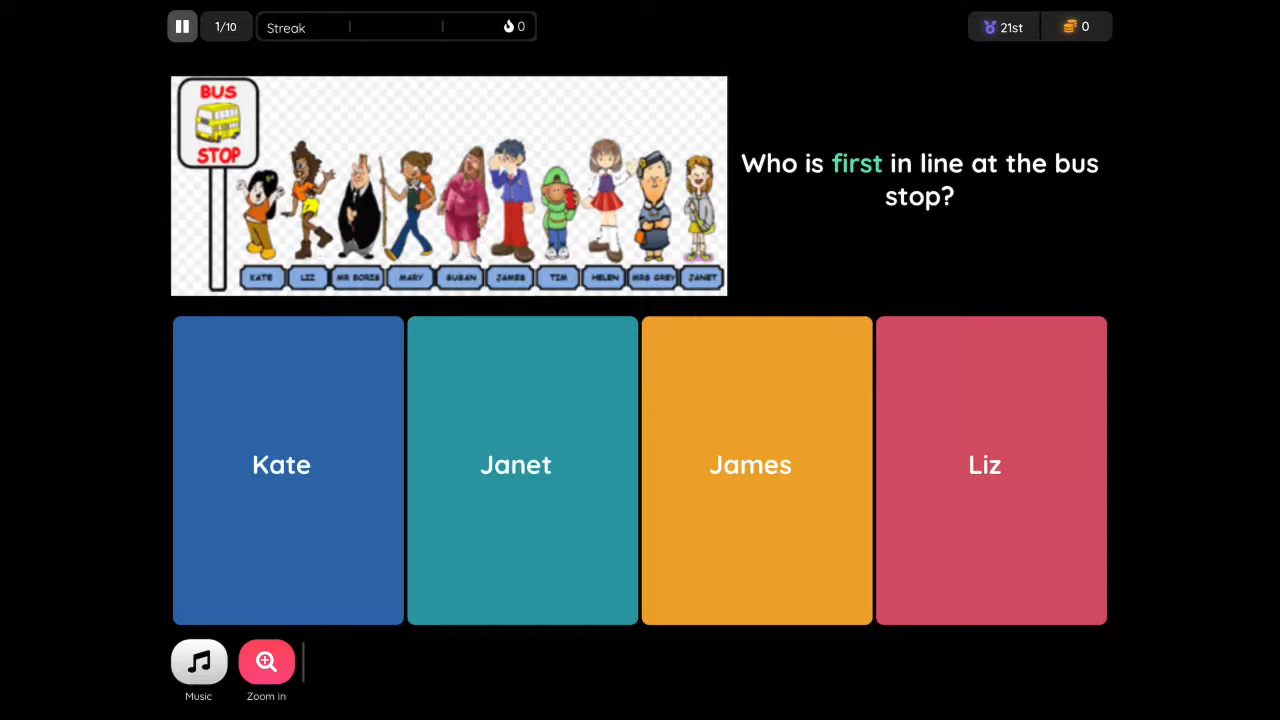 1/10
Streak
0
21st
0
BUS
STOP
KATE
LIZ
MR BORIS
MARY
SUSAN
JAMES
TIM
HELEN
MRS GREY
JANET
Who is first in line at the bus
stop?
Kate
Janet
James
Liz
Music
Zoom in